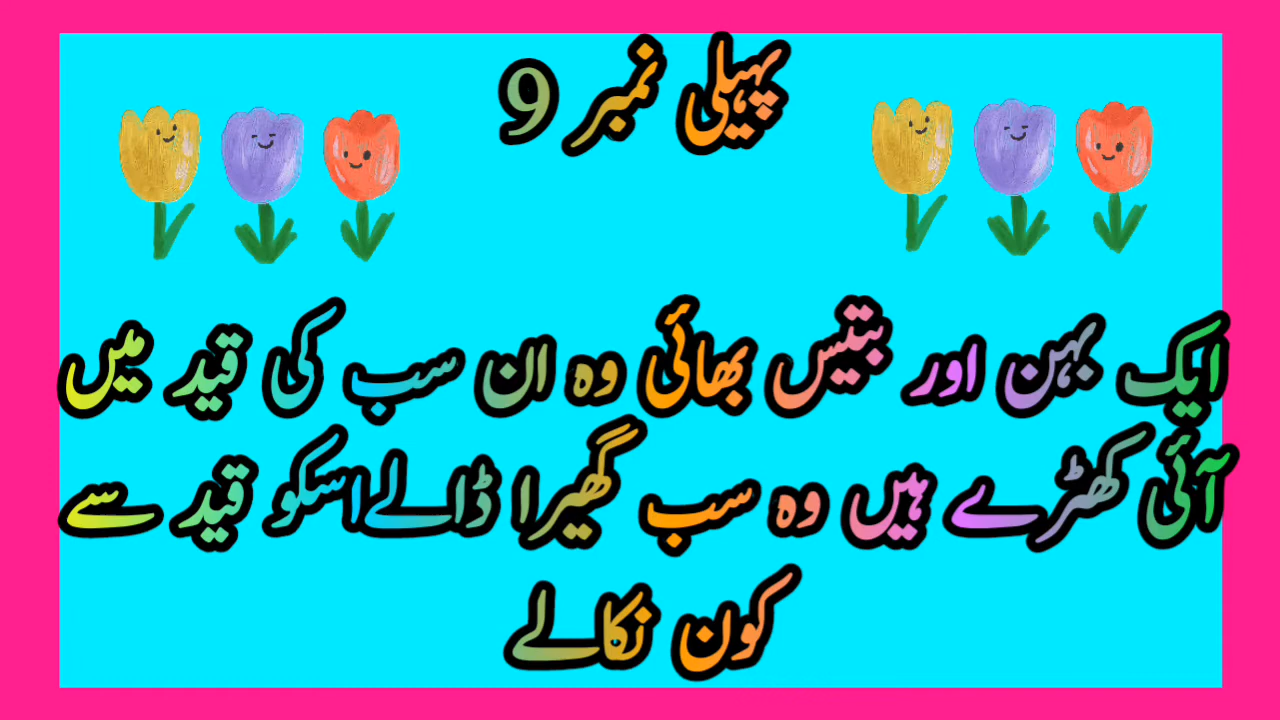 پہیلی نمبر 9
ایک بہن اور بتیس بھائی وہ ان سب کی قید میں
آئی کھڑے ہیں وہ سب گھیرا ڈالے اسکو قید سے
کون نکالے